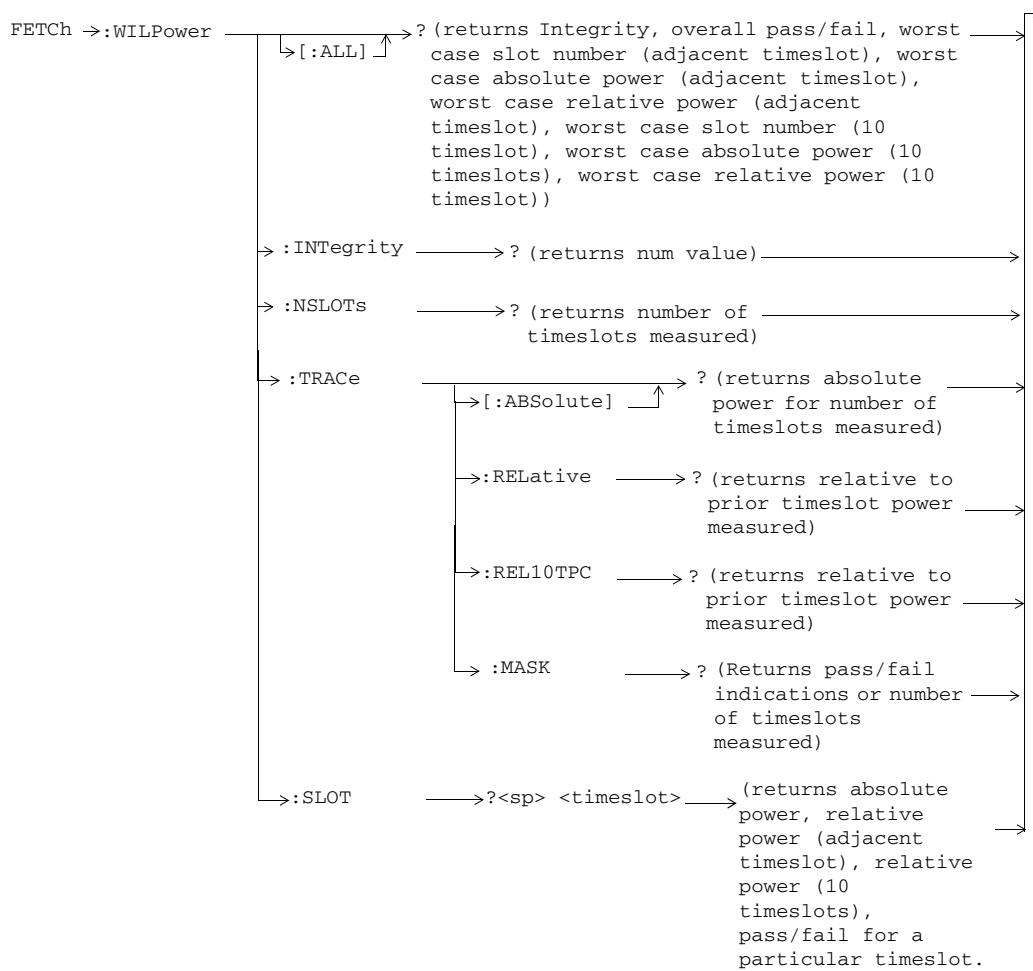 FETCh :WILPower ? (returns Integrity, overall pass/fail, worst
[:ALL] case slot number (adjacent timeslot), worst
case absolute power (adjacent timeslot),
worst case relative power (adjacent
timeslot), worst case slot number (10
timeslot), worst case absolute power (10
timeslots), worst case relative power (10
timeslot))
:INTegrity ? (returns num value)
:NSLOTs ? (returns number of
timeslots measured)
:TRACe ? (returns absolute
[:ABSolute] power for number of
timeslots measured)
:RELative ? (returns relative to
prior timeslot power
measured)
:REL10TPC ? (returns relative to
prior timeslot power
measured)
:MASK ? (Returns pass/fail
indications or number
of timeslots
measured)
:SLOT ?<sp> <timeslot> (returns absolute
power, relative
power (adjacent
timeslot), relative
power (10
timeslots),
pass/fail for a
particular timeslot.